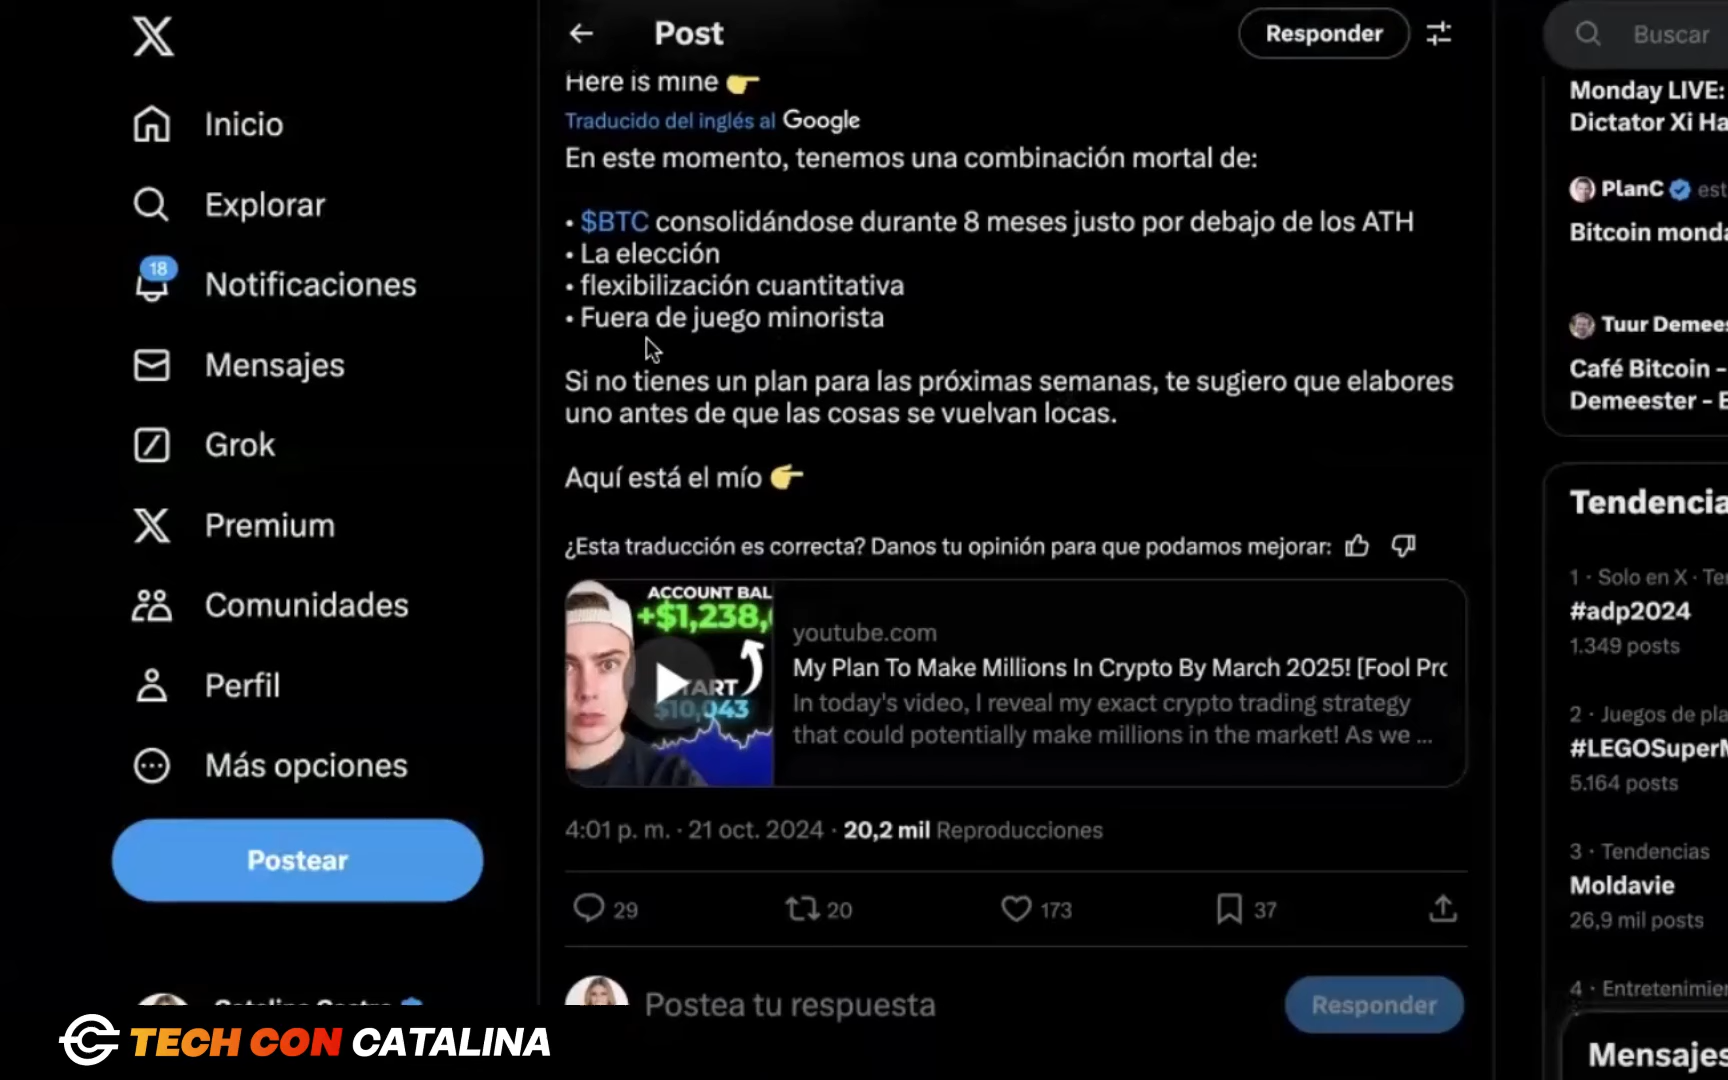 Post
Responder
Buscar
Inicio
Explorar
18
Notificaciones
Mensajes
Grok
Premium
Comunidades
Perfil
Más opciones
Postear
Here is mine 👉
Traducido del inglés al Google
En este momento, tenemos una combinación mortal de:
• $BTC consolidándose durante 8 meses justo por debajo de los ATH
• La elección
• flexibilización cuantitativa
• Fuera de juego minorista
Si no tienes un plan para las próximas semanas, te sugiero que elabores
uno antes de que las cosas se vuelvan locas.
Aquí está el mío 👉
¿Esta traducción es correcta? Danos tu opinión para que podamos mejorar:
ACCOUNT BAL
+$1,238,
START
$10,043
youtube.com
My Plan To Make Millions In Crypto By March 2025! [Fool Pro
In today's video, I reveal my exact crypto trading strategy
that could potentially make millions in the market! As we ...
4:01 p. m. · 21 oct. 2024 · 20,2 mil Reproducciones
29
20
173
37
Postea tu respuesta
Responder
Monday LIVE:
Dictator Xi Ha
PlanC est
Bitcoin monda
Tuur Demees
Café Bitcoin -
Demeester - E
Tendencia
1 · Solo en X · Te
#adp2024
1.349 posts
2 · Juegos de pla
#LEGOSuperM
5.164 posts
3 · Tendencias
Moldavie
26,9 mil posts
4 · Entretenimie
Mensajes
TECH CON CATALINA